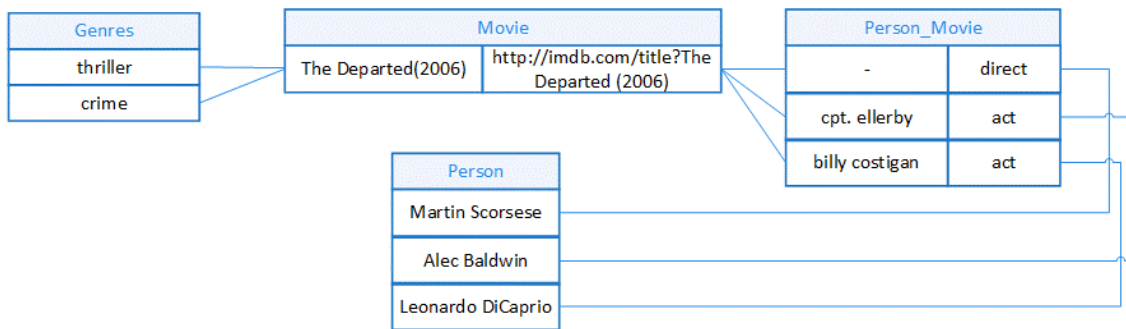 Genres
thriller
crime
Movie
The Departed(2006)
http://imdb.com/title?The
Departed (2006)
Person_Movie
- direct
cpt. ellerby act
billy costigan act
Person
Martin Scorsese
Alec Baldwin
Leonardo DiCaprio